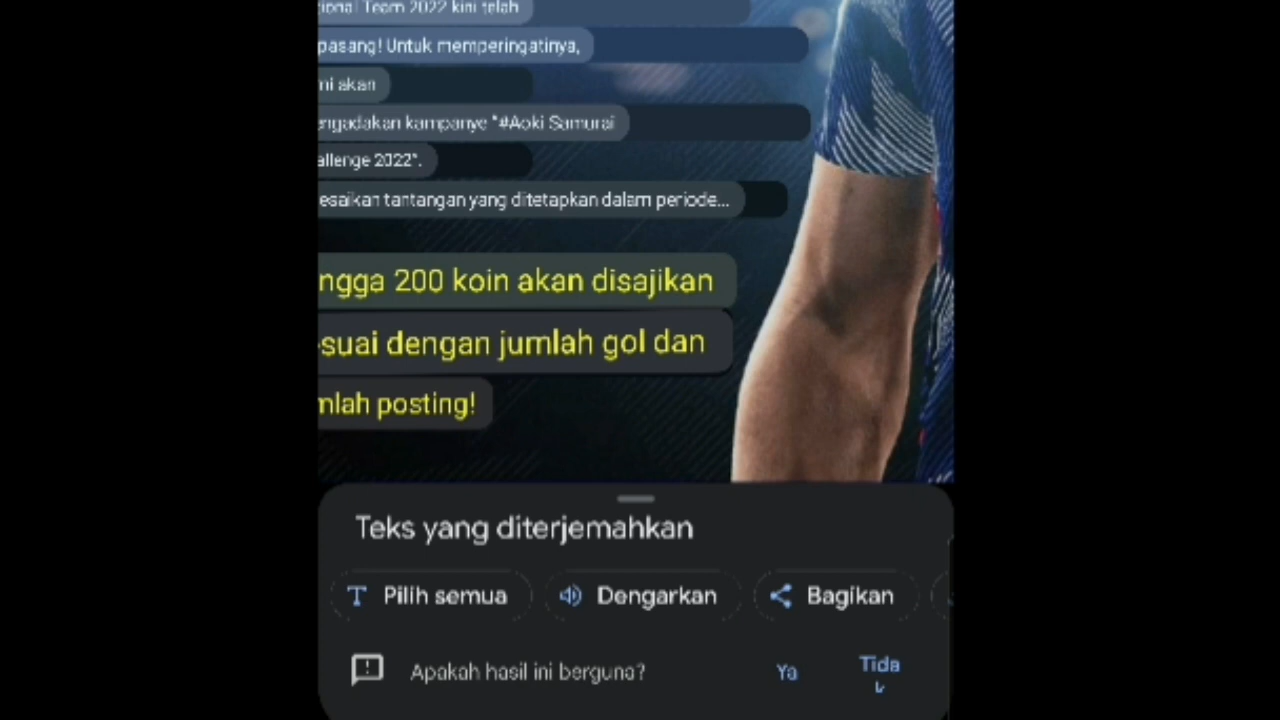 ional Team 2022 kini telah
pasang! Untuk memperingatinya,
mi akan
engadakan kampanye "#Aoki Samurai
allenge 2022".
esaikan tantangan yang ditetapkan dalam periode...
ngga 200 koin akan disajikan
suai dengan jumlah gol dan
mlah posting!
Teks yang diterjemahkan
Pilih semua
Dengarkan
Bagikan
Apakah hasil ini berguna?
Ya
Tida
k